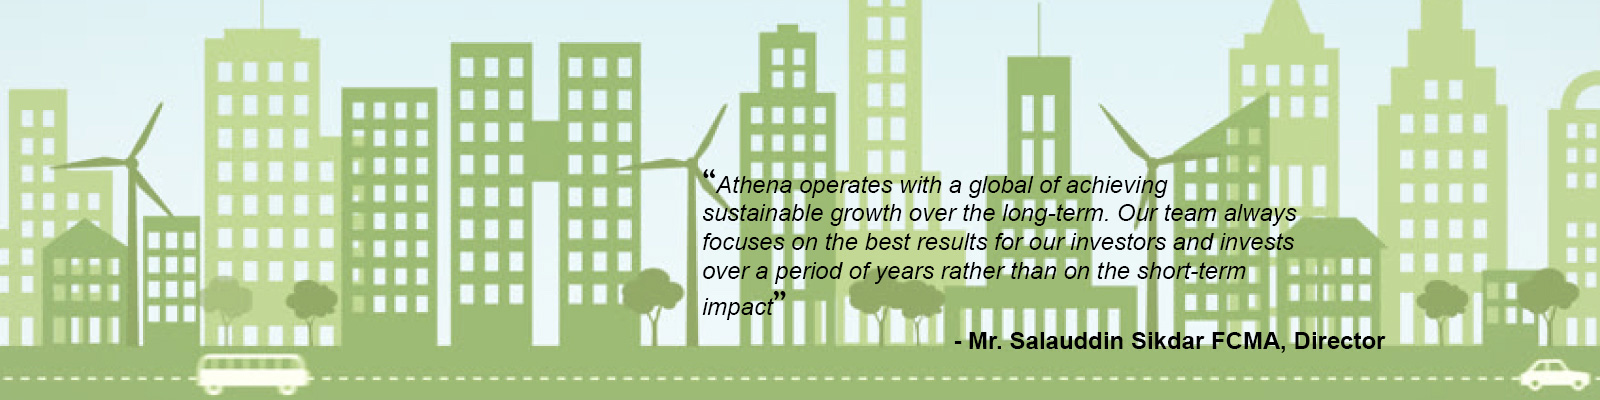 “Athena operates with a global of achieving
sustainable growth over the long-term. Our team always
focuses on the best results for our investors and invests
over a period of years rather than on the short-term
impact”
- Mr. Salauddin Sikdar FCMA, Director